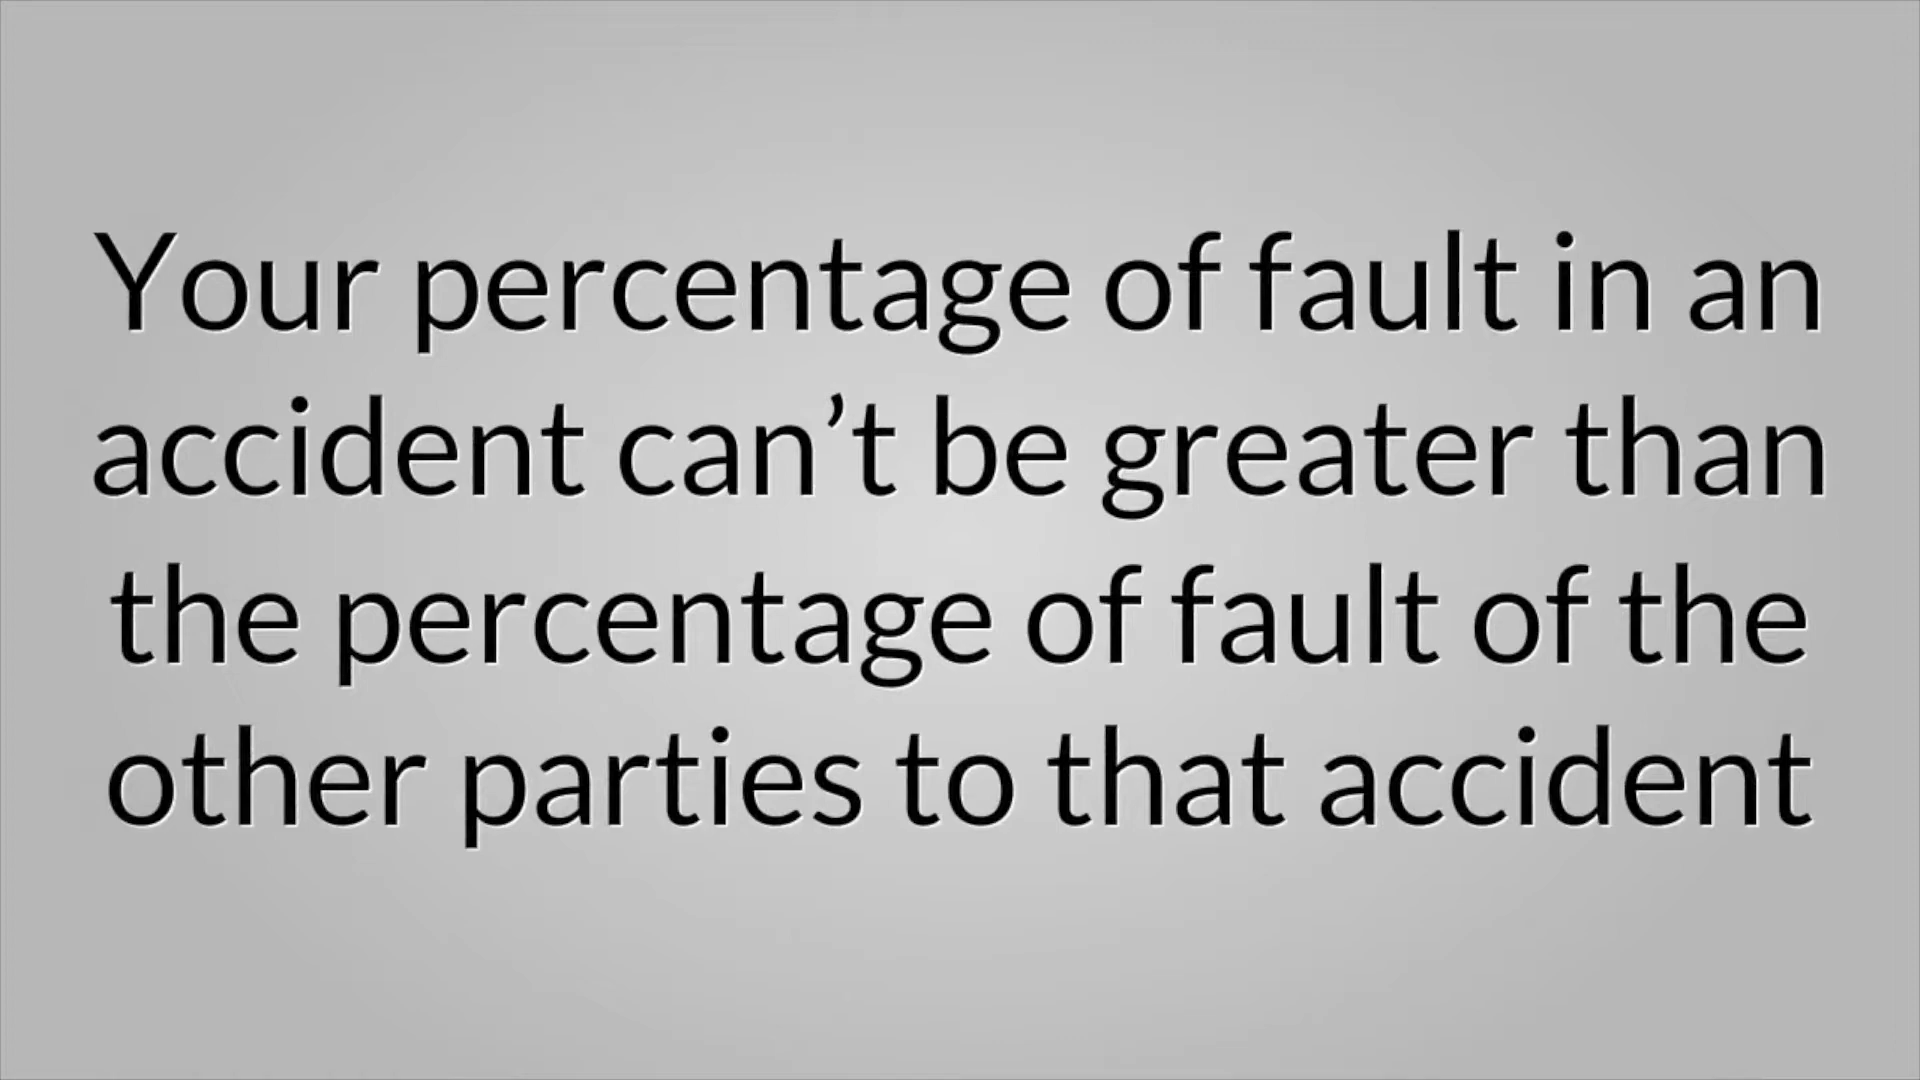 Your percentage of fault in an
accident can’t be greater than
the percentage of fault of the
other parties to that accident